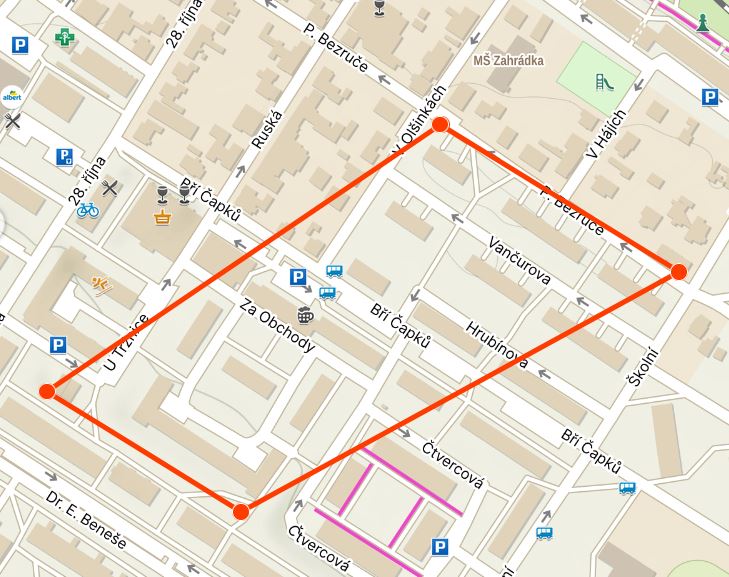 28. října
P. Bezruče
MŠ Zahrádka
P
P
albert
V Olšinkách
Ruská
V Hájích
P
28. října
Bří Čapků
P. Bezruče
Vančurova
P
Za Obchody
Bří Čapků
U Tržnice
P
Hrubínova
Školní
Čtvercová
Bří Čapků
Dr. E. Beneše
Čtvercová
P